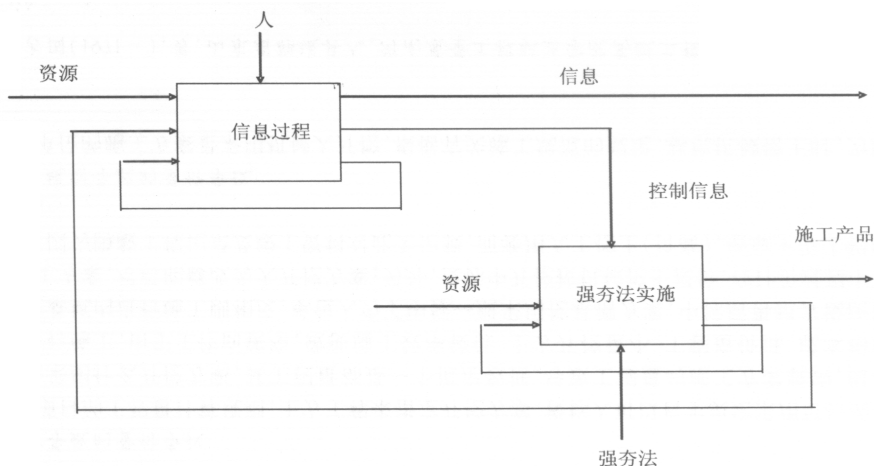 人
资源
信息
信息过程
控制信息
施工产品
资源
强夯法实施
强夯法